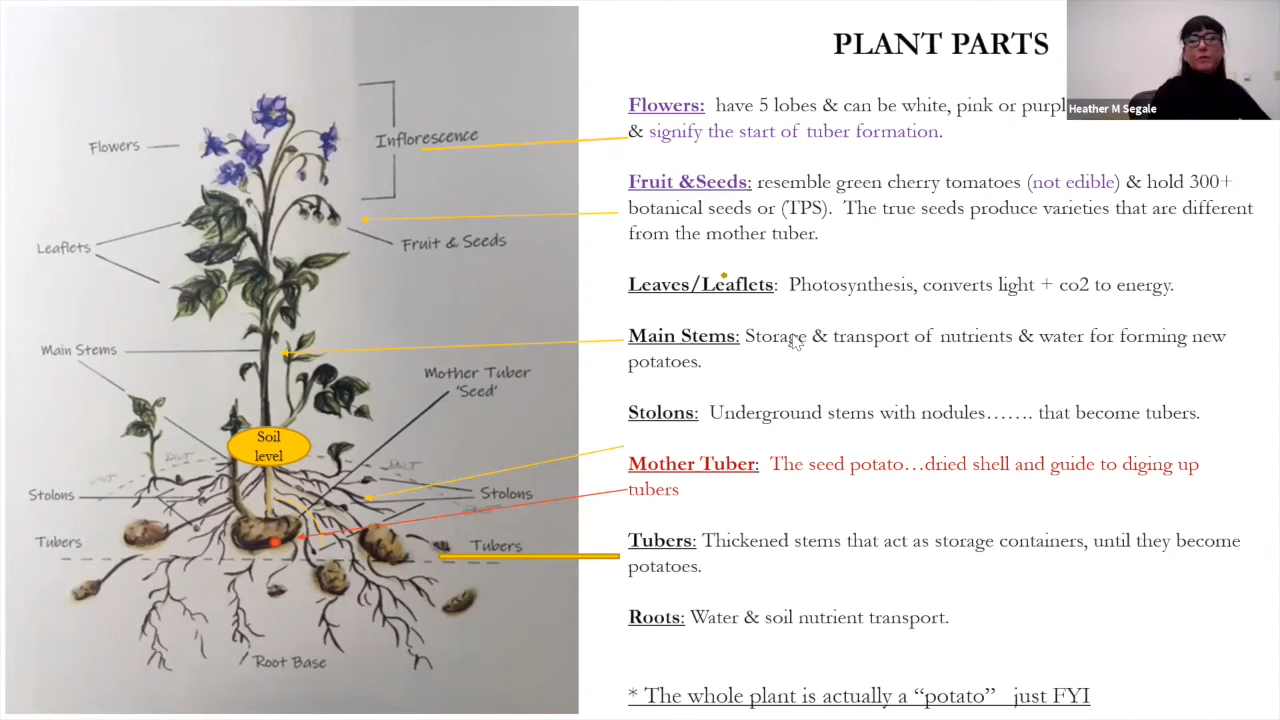 PLANT PARTS
Heather M Segale
Flowers: have 5 lobes & can be white, pink or purpl
& signify the start of tuber formation.
Fruit &Seeds: resemble green cherry tomatoes (not edible) & hold 300+
botanical seeds or (TPS). The true seeds produce varieties that are different
from the mother tuber.
Leaves/Leaflets: Photosynthesis, converts light + co2 to energy.
Main Stems: Storage & transport of nutrients & water for forming new
potatoes.
Stolons: Underground stems with nodules……. that become tubers.
Mother Tuber: The seed potato…dried shell and guide to diging up
tubers
Tubers: Thickened stems that act as storage containers, until they become
potatoes.
Roots: Water & soil nutrient transport.
* The whole plant is actually a “potato” just FYI
Inflorescence
Flowers
Leaflets
Fruit & Seeds
Main Stems
Mother Tuber
'Seed'
Soil
level
Stolons
Stolons
Tubers
Tubers
Root Base